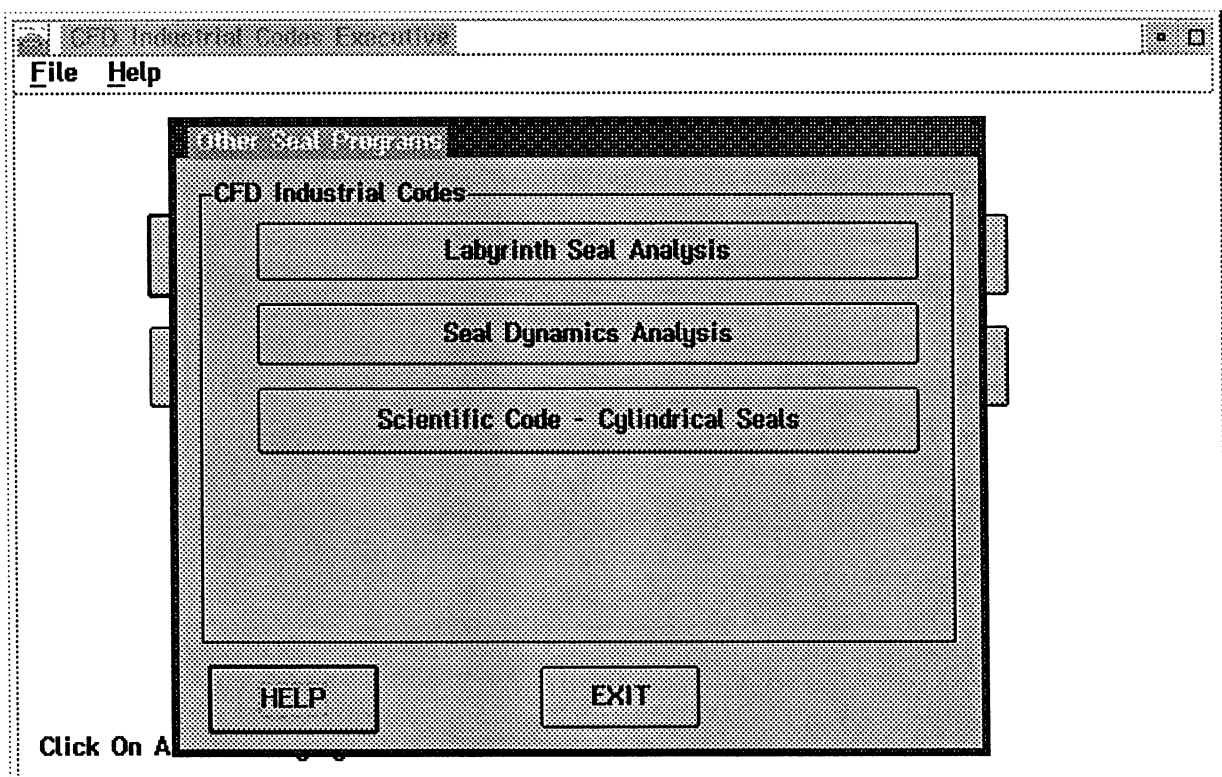 CFD Industrial Codes Executive
File Help
Other Seal Programs
CFD Industrial Codes
Labyrinth Seal Analysis
Seal Dynamics Analysis
Scientific Code - Cylindrical Seals
HELP EXIT
Click On A